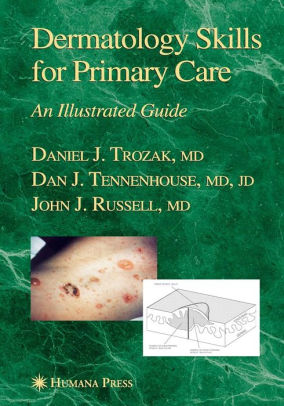 Dermatology Skills
for Primary Care
An Illustrated Guide
DANIEL J. TROZAK, MD
DAN J. TENNENHOUSE, MD, JD
JOHN J. RUSSELL, MD
HUMANA PRESS